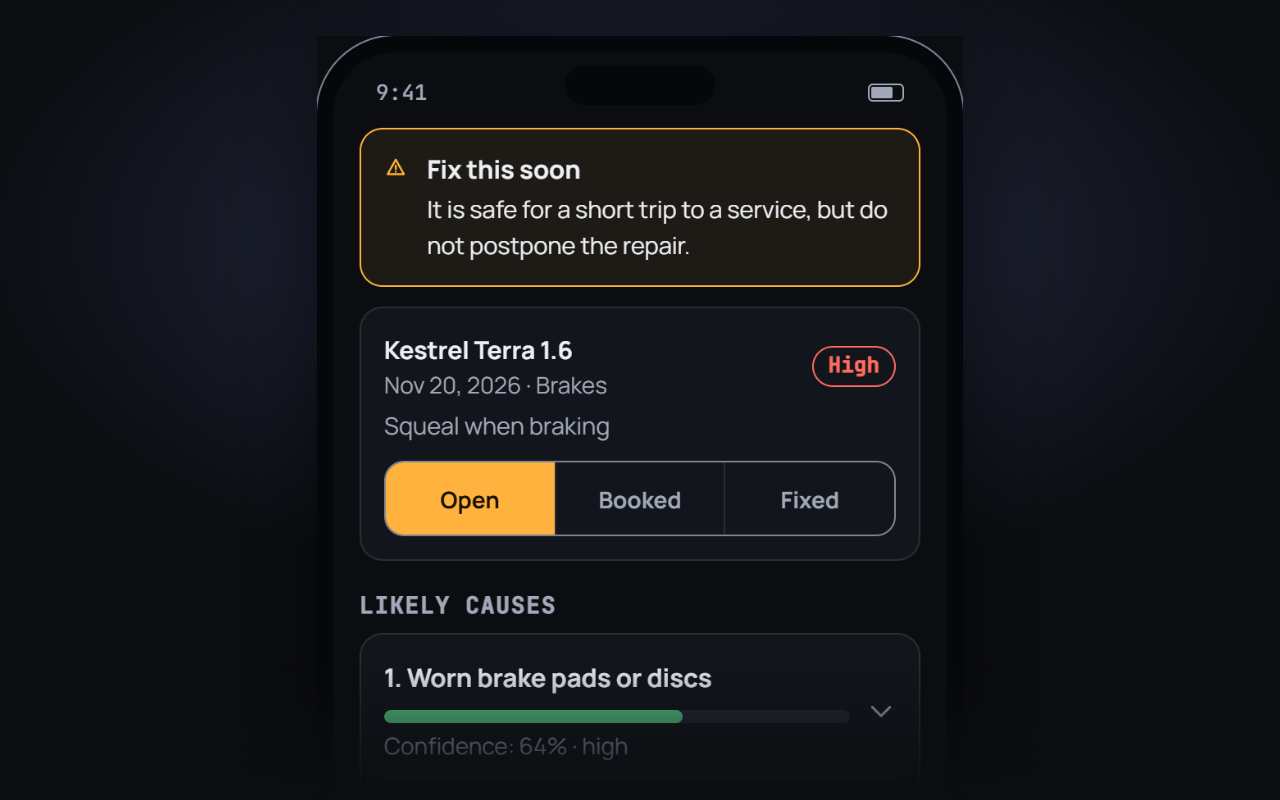 9:41
Fix this soon
It is safe for a short trip to a service, but do
not postpone the repair.
Kestrel Terra 1.6
High
Nov 20, 2026 · Brakes
Squeal when braking
Open
Booked
Fixed
LIKELY CAUSES
1. Worn brake pads or discs
Confidence: 64% · high